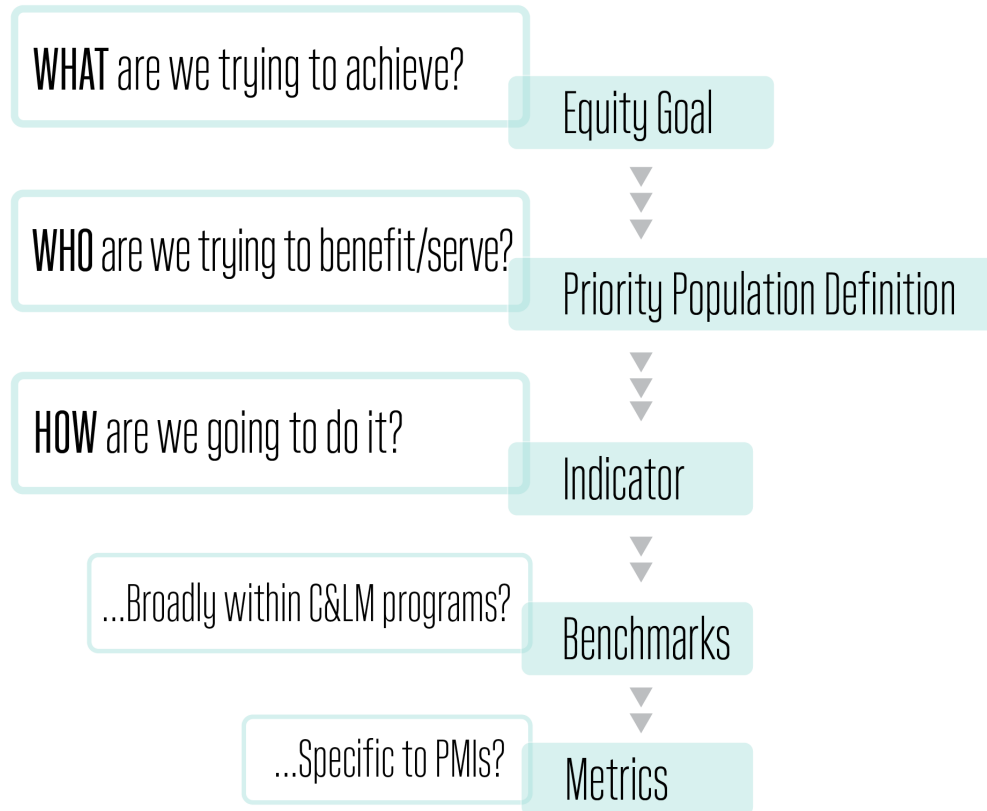 WHAT are we trying to achieve?
Equity Goal
WHO are we trying to benefit/serve?
Priority Population Definition
HOW are we going to do it?
Indicator
...Broadly within C&LM programs?
Benchmarks
...Specific to PMIs?
Metrics